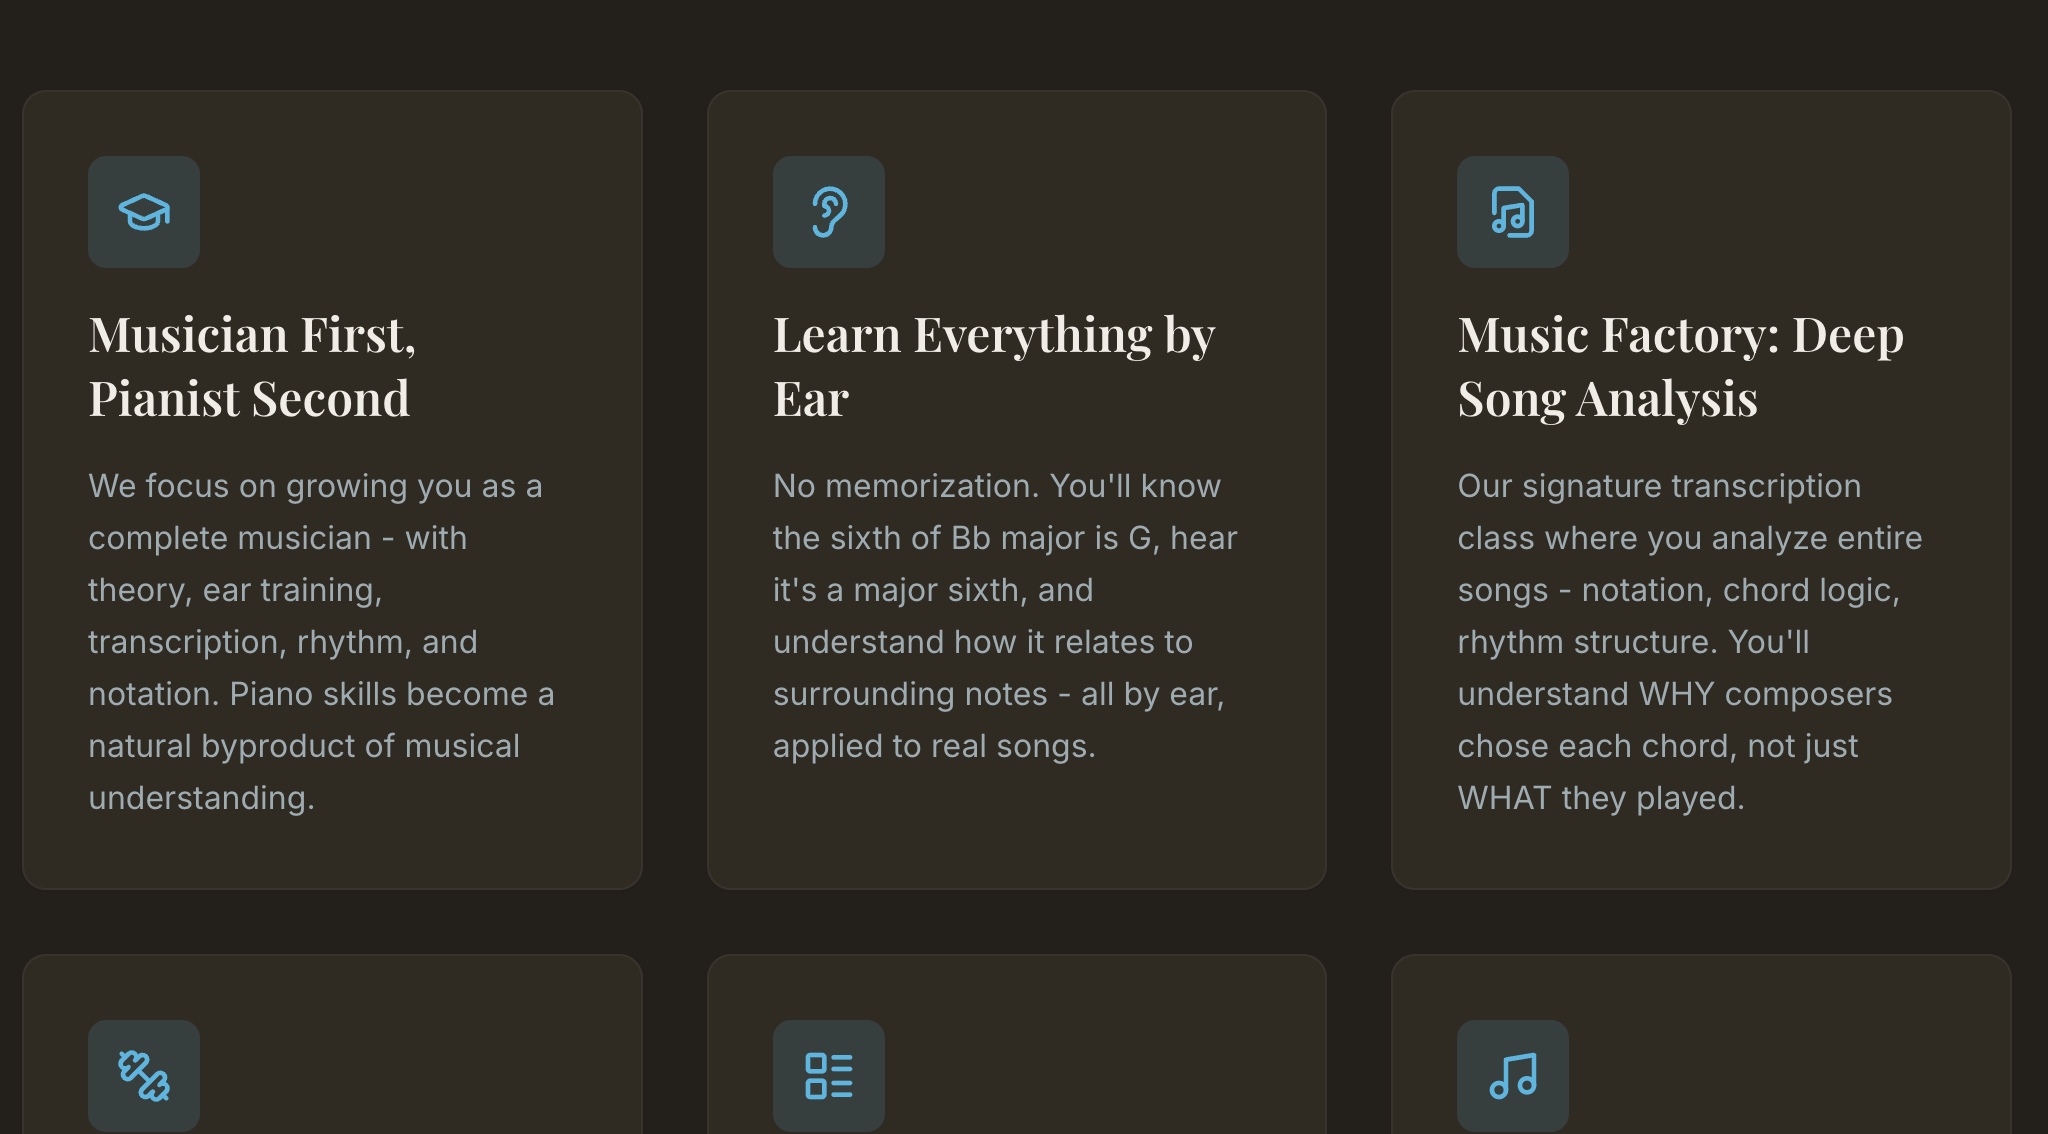 Musician First,
Pianist Second
We focus on growing you as a
complete musician - with
theory, ear training,
transcription, rhythm, and
notation. Piano skills become a
natural byproduct of musical
understanding.
Learn Everything by
Ear
No memorization. You'll know
the sixth of Bb major is G, hear
it's a major sixth, and
understand how it relates to
surrounding notes - all by ear,
applied to real songs.
Music Factory: Deep
Song Analysis
Our signature transcription
class where you analyze entire
songs - notation, chord logic,
rhythm structure. You'll
understand WHY composers
chose each chord, not just
WHAT they played.